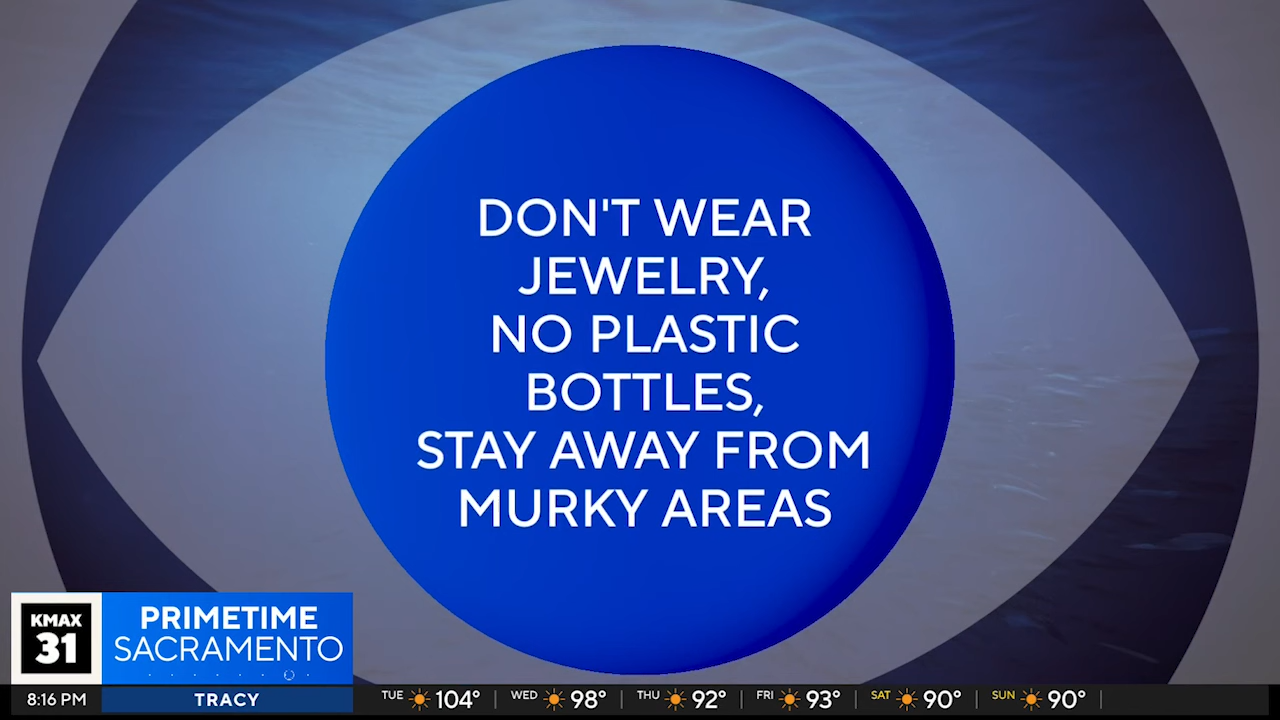 DON'T WEAR
JEWELRY,
NO PLASTIC
BOTTLES,
STAY AWAY FROM
MURKY AREAS
KMAX
31
PRIMETIME
SACRAMENTO
8:16 PM
TRACY
TUE 104° WED 98° THU 92° FRI 93° SAT 90° SUN 90°